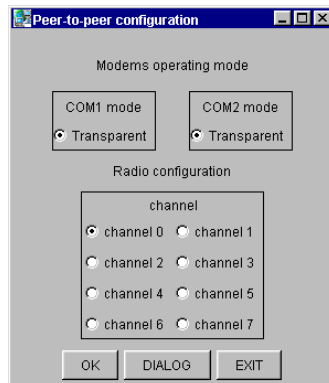 Peer-to-peer configuration
Modems operating mode
COM1 mode COM2 mode
Transparent Transparent
Radio configuration
channel
channel 0 channel 1
channel 2 channel 3
channel 4 channel 5
channel 6 channel 7
OK DIALOG EXIT